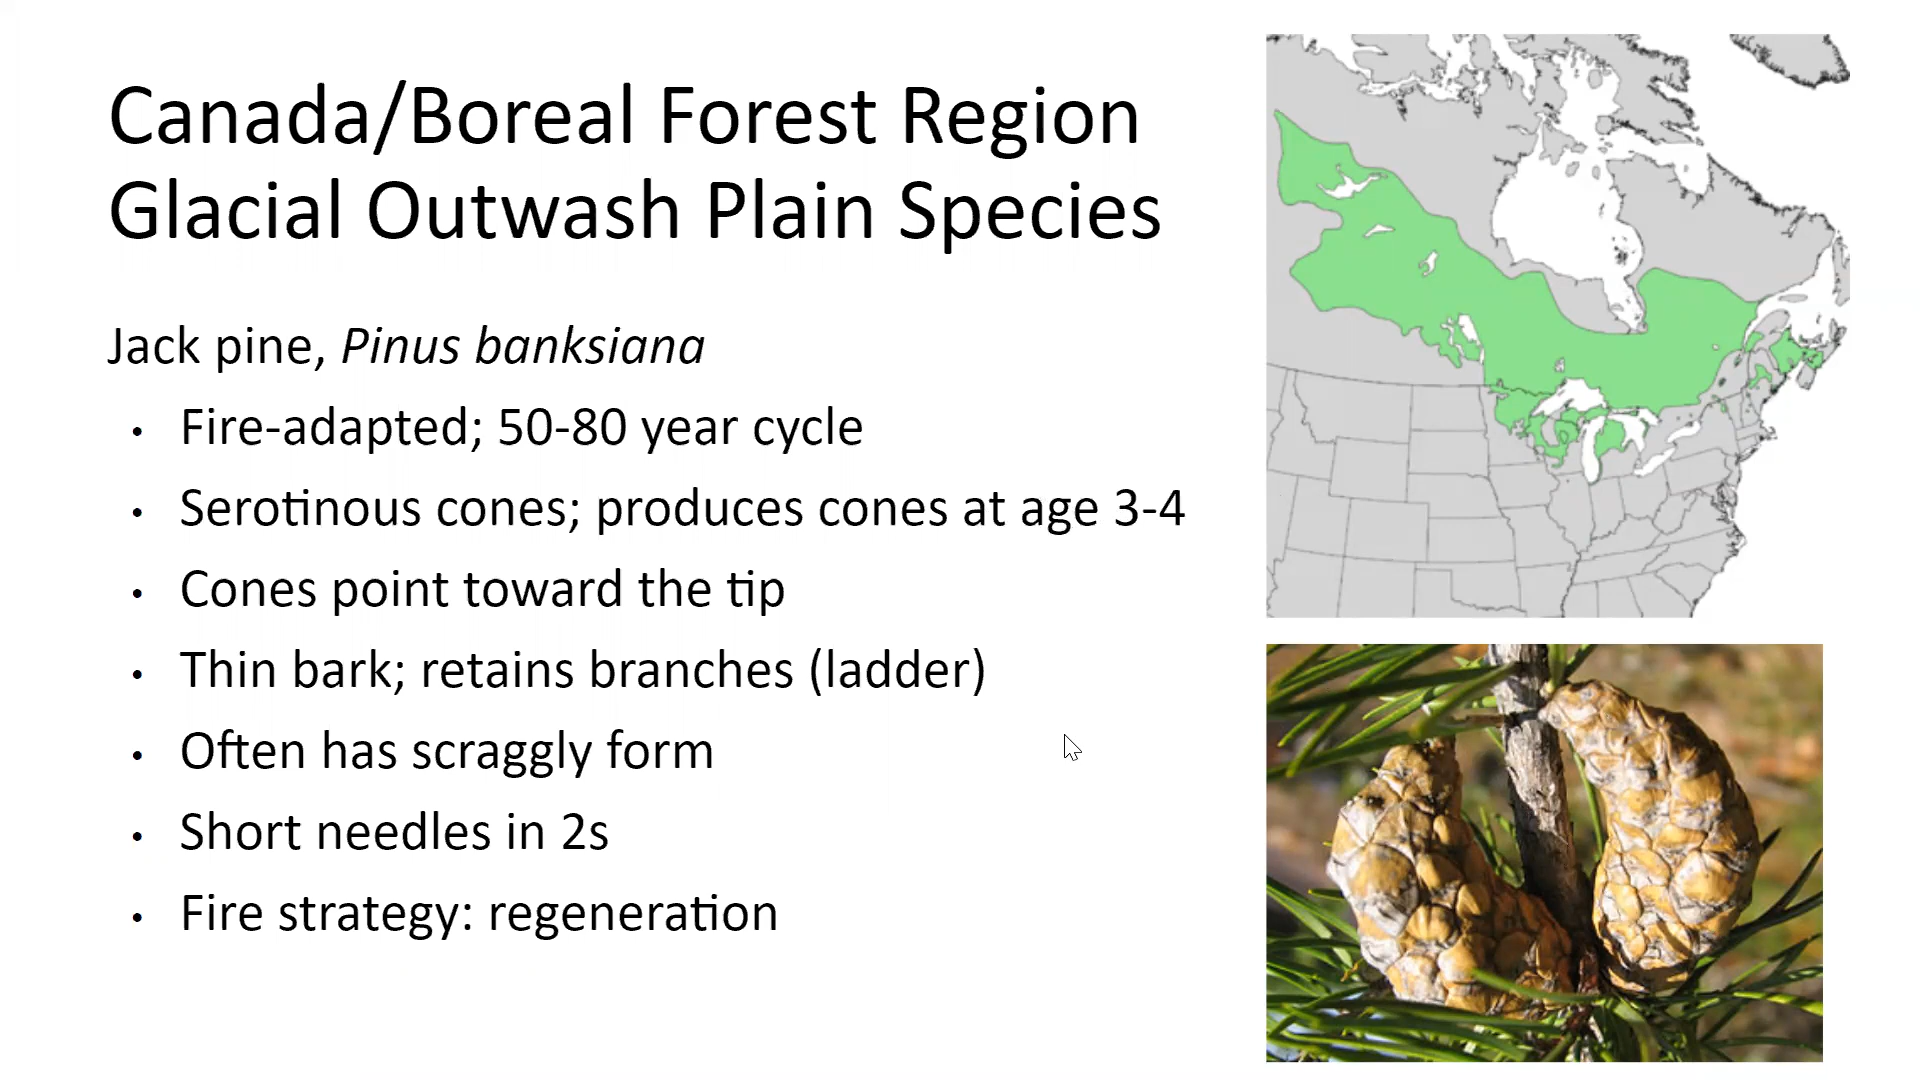 Canada/Boreal Forest Region
Glacial Outwash Plain Species
Jack pine, Pinus banksiana
• Fire-adapted; 50-80 year cycle
• Serotinous cones; produces cones at age 3-4
• Cones point toward the tip
• Thin bark; retains branches (ladder)
• Often has scraggly form
• Short needles in 2s
• Fire strategy: regeneration